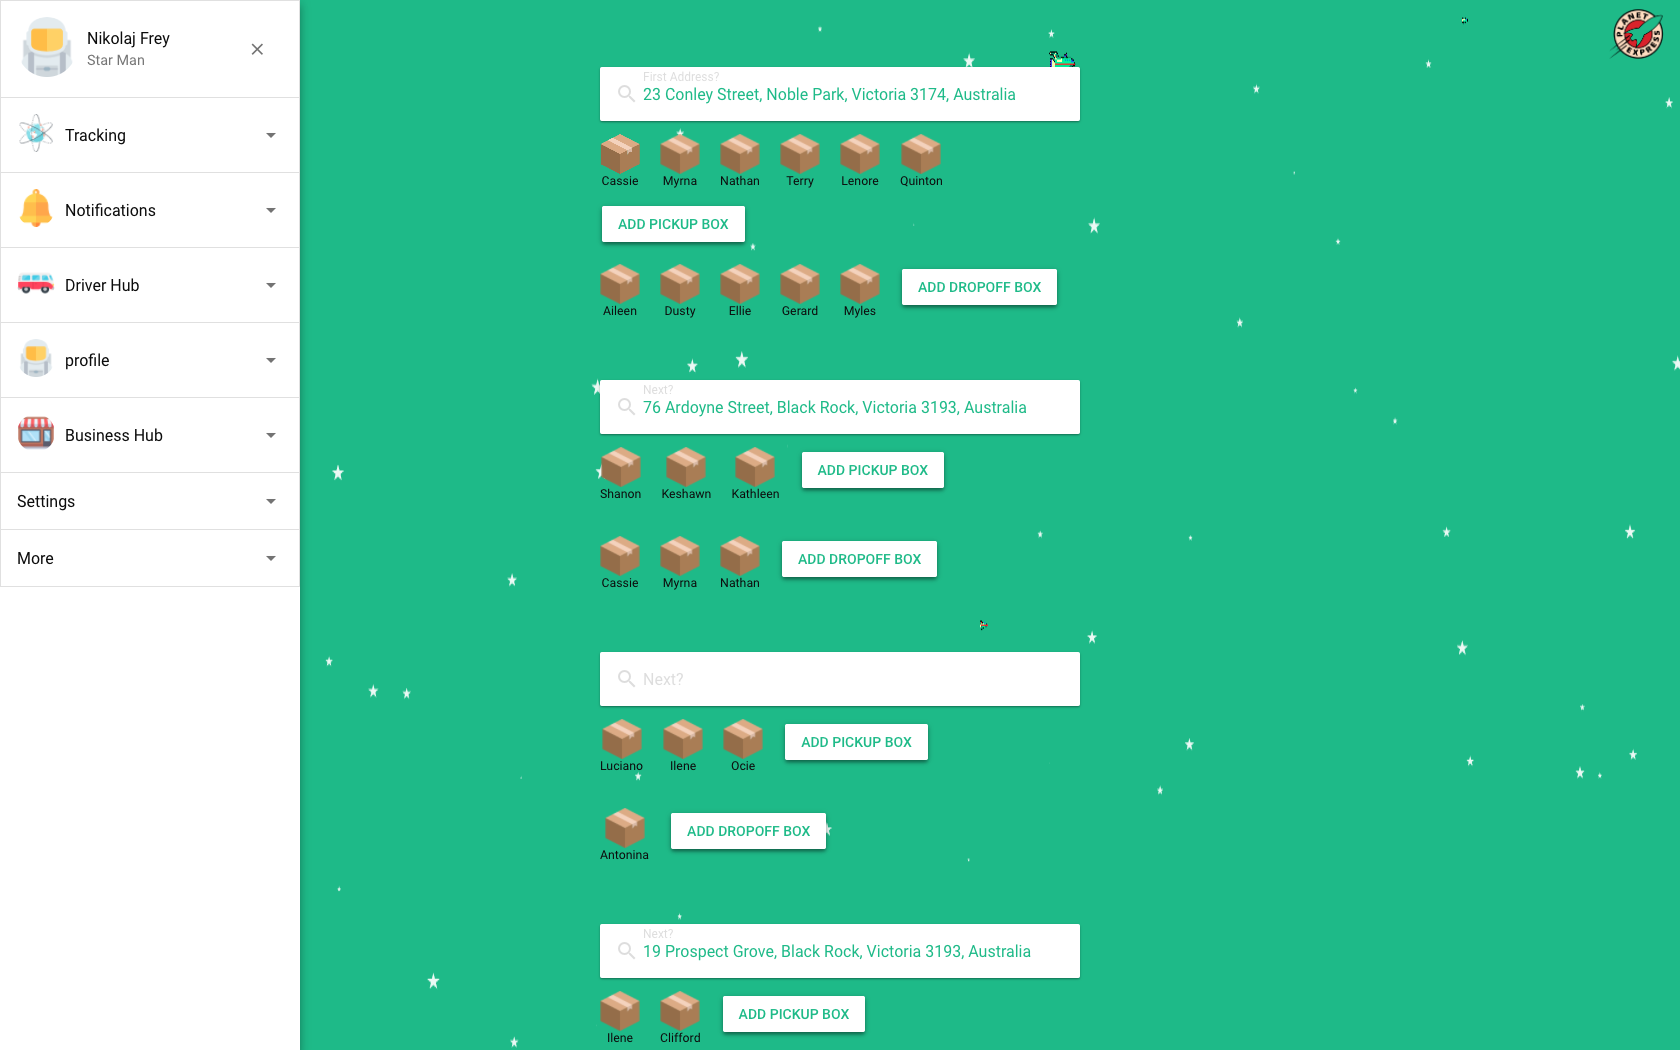 Nikolaj Frey
Star Man
Tracking
Notifications
Driver Hub
profile
Business Hub
Settings
More
PLANET EXPRESS
First Address?
23 Conley Street, Noble Park, Victoria 3174, Australia
Cassie Myrna Nathan Terry Lenore Quinton
ADD PICKUP BOX
Aileen Dusty Ellie Gerard Myles ADD DROPOFF BOX
Next?
76 Ardoyne Street, Black Rock, Victoria 3193, Australia
Shanon Keshawn Kathleen ADD PICKUP BOX
Cassie Myrna Nathan ADD DROPOFF BOX
Next?
Luciano Ilene Ocie ADD PICKUP BOX
Antonina ADD DROPOFF BOX
Next?
19 Prospect Grove, Black Rock, Victoria 3193, Australia
Ilene Clifford ADD PICKUP BOX